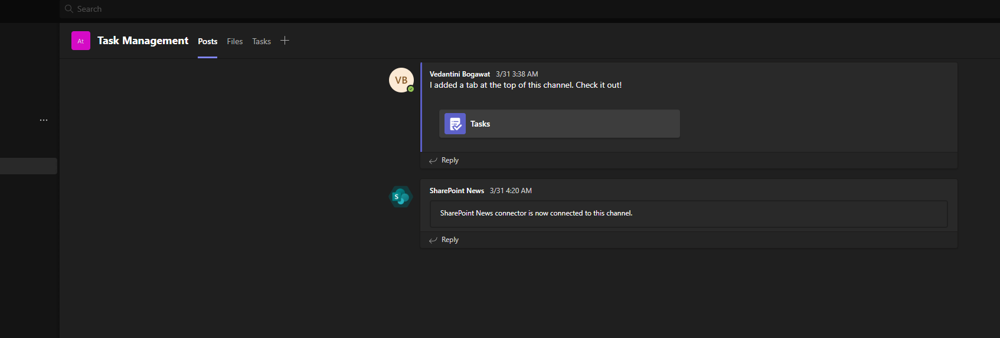 Search
At Task Management Posts Files Tasks
VB
Vedantini Bogawat 3/31 3:38 AM
I added a tab at the top of this channel. Check it out!
Tasks
Reply
S
SharePoint News 3/31 4:20 AM
SharePoint News connector is now connected to this channel.
Reply